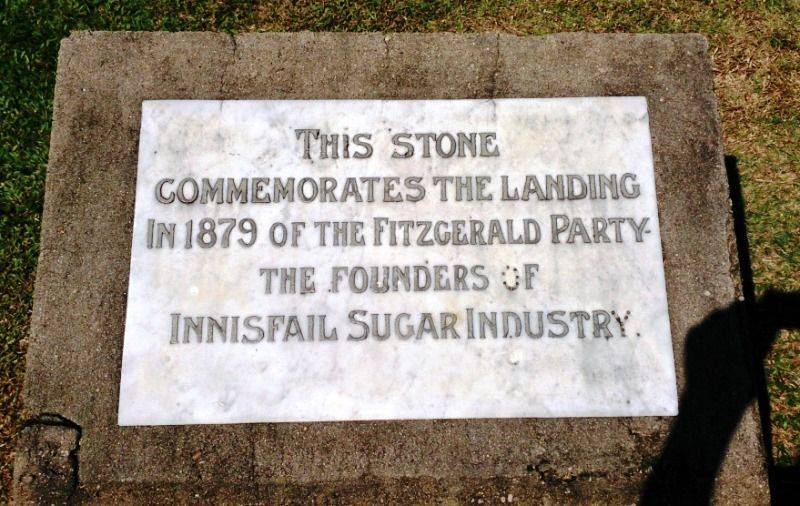 THIS STONE
COMMEMORATES THE LANDING
IN 1879 OF THE FITZGERALD PARTY-
THE FOUNDERS OF
INNISFAIL SUGAR INDUSTRY.